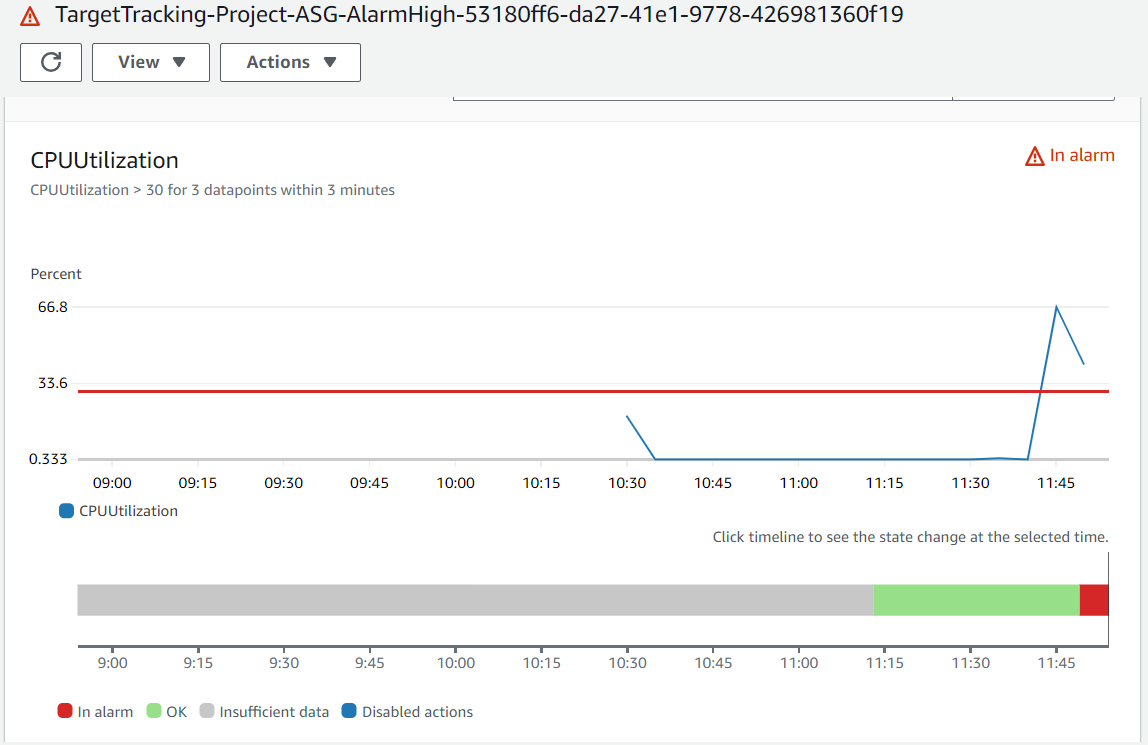 TargetTracking-Project-ASG-AlarmHigh-53180ff6-da27-41e1-9778-426981360f19
View Actions
CPUUtilization
In alarm
CPUUtilization > 30 for 3 datapoints within 3 minutes
Percent
66.8
33.6
0.333
09:00 09:15 09:30 09:45 10:00 10:15 10:30 10:45 11:00 11:15 11:30 11:45
CPUUtilization
Click timeline to see the state change at the selected time.
9:00 9:15 9:30 9:45 10:00 10:15 10:30 10:45 11:00 11:15 11:30 11:45
In alarm OK Insufficient data Disabled actions